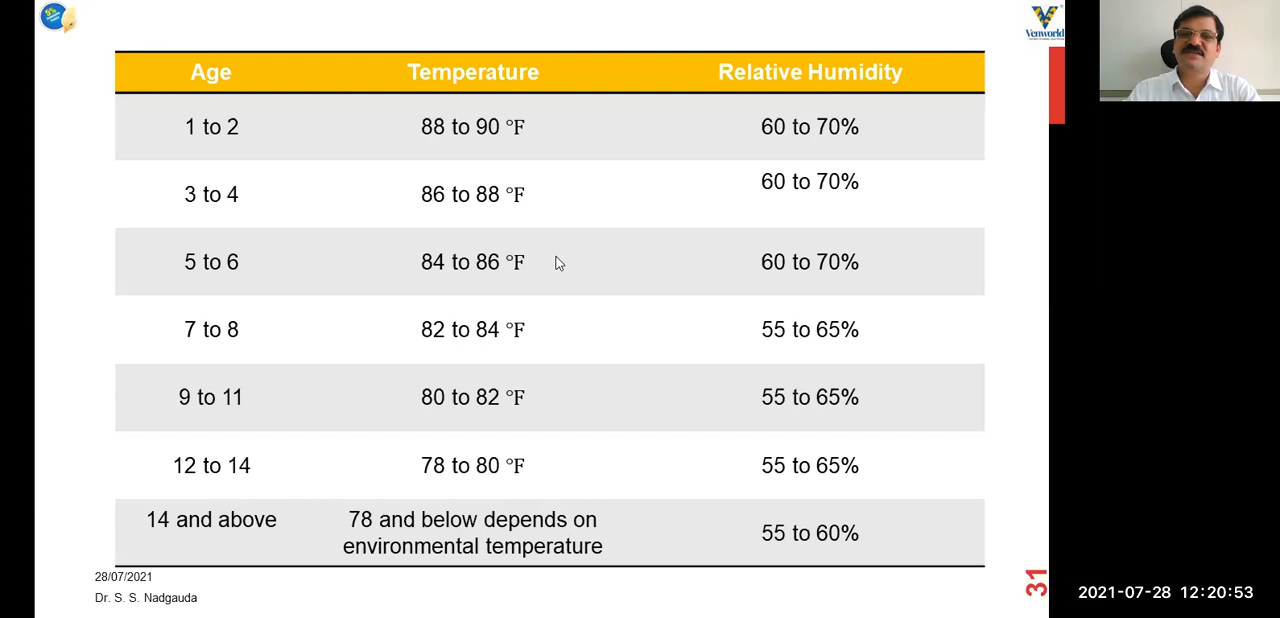 5%
Venworld
Age Temperature Relative Humidity
1 to 2 88 to 90 °F 60 to 70%
3 to 4 86 to 88 °F 60 to 70%
5 to 6 84 to 86 °F 60 to 70%
7 to 8 82 to 84 °F 55 to 65%
9 to 11 80 to 82 °F 55 to 65%
12 to 14 78 to 80 °F 55 to 65%
14 and above 78 and below depends on
environmental temperature 55 to 60%
28/07/2021
Dr. S. S. Nadgauda
31
2021-07-28 12:20:53